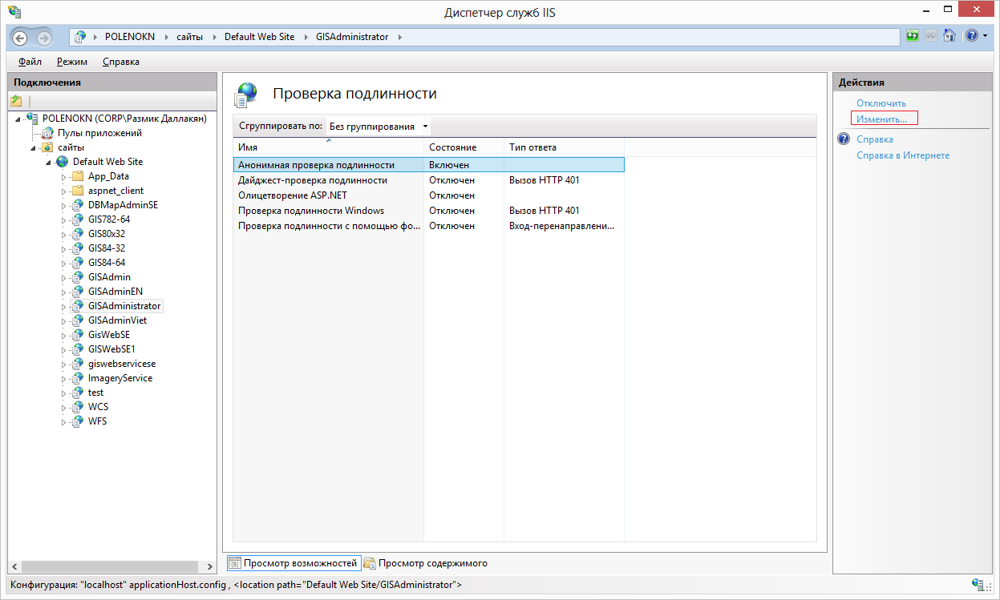 Диспетчер служб IIS
POLENOKN сайты Default Web Site GISAdministrator
Файл Режим Справка
Подключения
POLENOKN (CORP\Размик Даллакян)
Пулы приложений
сайты
Default Web Site
App_Data
aspnet_client
DBMapAdminSE
GIS782-64
GIS80x32
GIS84-32
GIS84-64
GISAdmin
GISAdminEN
GISAdministrator
GISAdminViet
GisWebSE
GISWebSE1
giswebservicese
ImageryService
test
WCS
WFS
Проверка подлинности
Сгруппировать по: Без группирования
Имя Состояние Тип ответа
Анонимная проверка подлинности Включен
Дайджест-проверка подлинности Отключен Вызов HTTP 401
Олицетворение ASP.NET Отключен
Проверка подлинности Windows Отключен Вызов HTTP 401
Проверка подлинности с помощью фо... Отключен Вход-перенаправлени...
Просмотр возможностей Просмотр содержимого
Действия
Отключить
Изменить...
Справка
Справка в Интернете
Конфигурация: "localhost" applicationHost.config , <location path="Default Web Site/GISAdministrator">